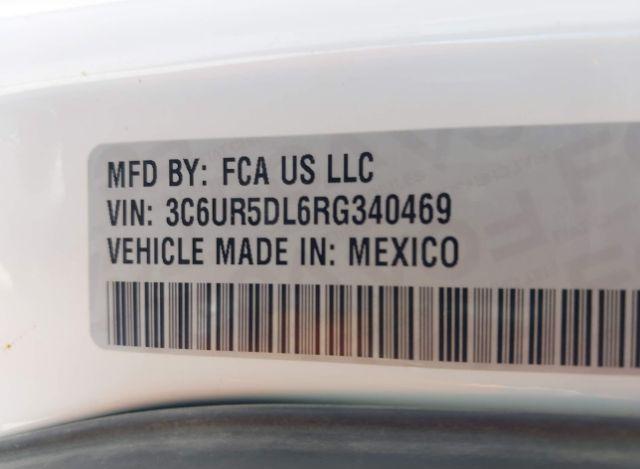 MFD BY: FCA US LLC
VIN: 3C6UR5DL6RG340469
VEHICLE MADE IN: MEXICO